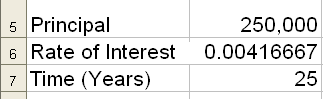 5 Principal 250,000
6 Rate of Interest 0.00416667
7 Time (Years) 25